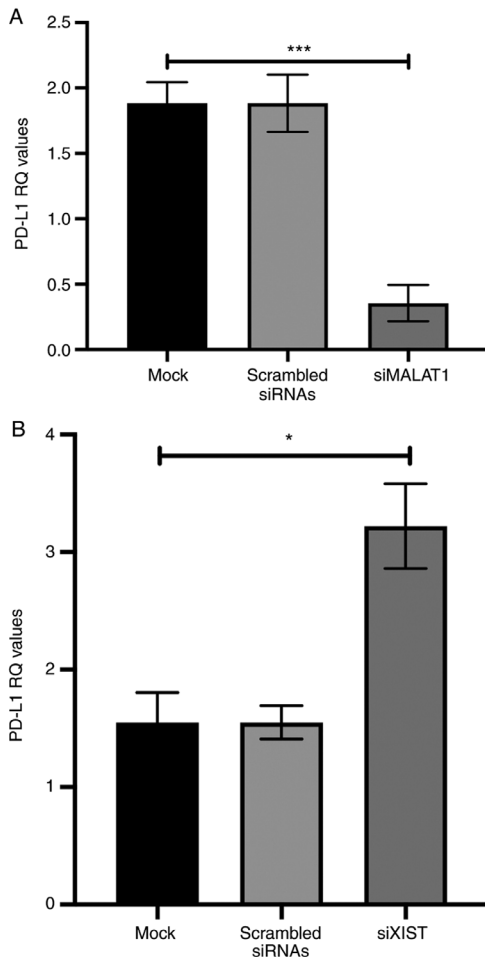 A
2.5
***
2.0
1.5
1.0
0.5
0.0
PD-L1 RQ values
Mock
Scrambled
siRNAs
siMALAT1
B
4
*
3
2
1
0
PD-L1 RQ values
Mock
Scrambled
siRNAs
siXIST